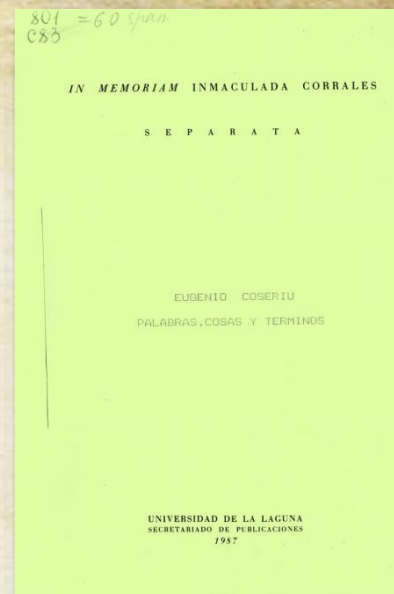 801 = 60 span
C83
IN MEMORIAM INMACULADA CORRALES
S E P A R A T A
EUGENIO COSERIU
PALABRAS,COSAS Y TERMINOS
UNIVERSIDAD DE LA LAGUNA
SECRETARIADO DE PUBLICACIONES
1987